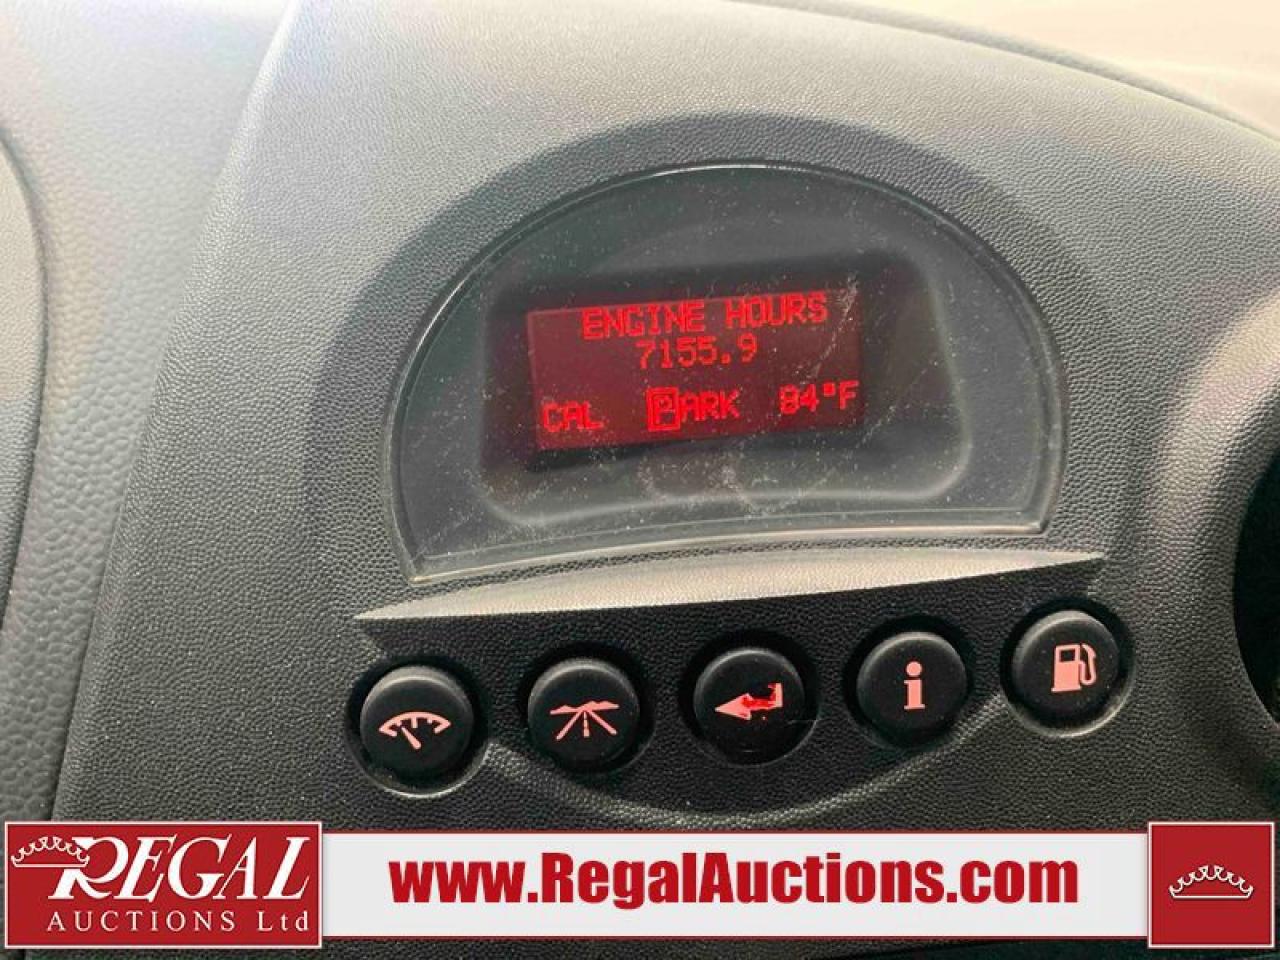 ENGINE HOURS
7155.9
CAL PARK 84°F
i
REGAL
AUCTIONS Ltd
www.RegalAuctions.com